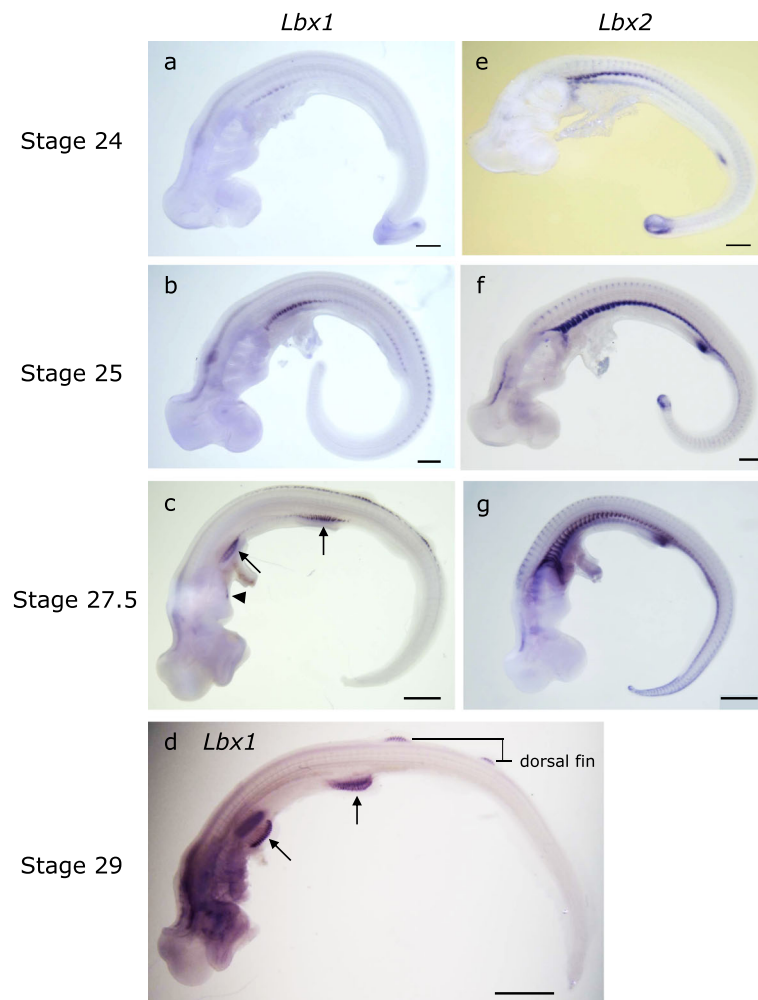 Lbx1 Lbx2
Stage 24 a e
Stage 25 b f
Stage 27.5 c g
d Lbx1
dorsal fin
Stage 29